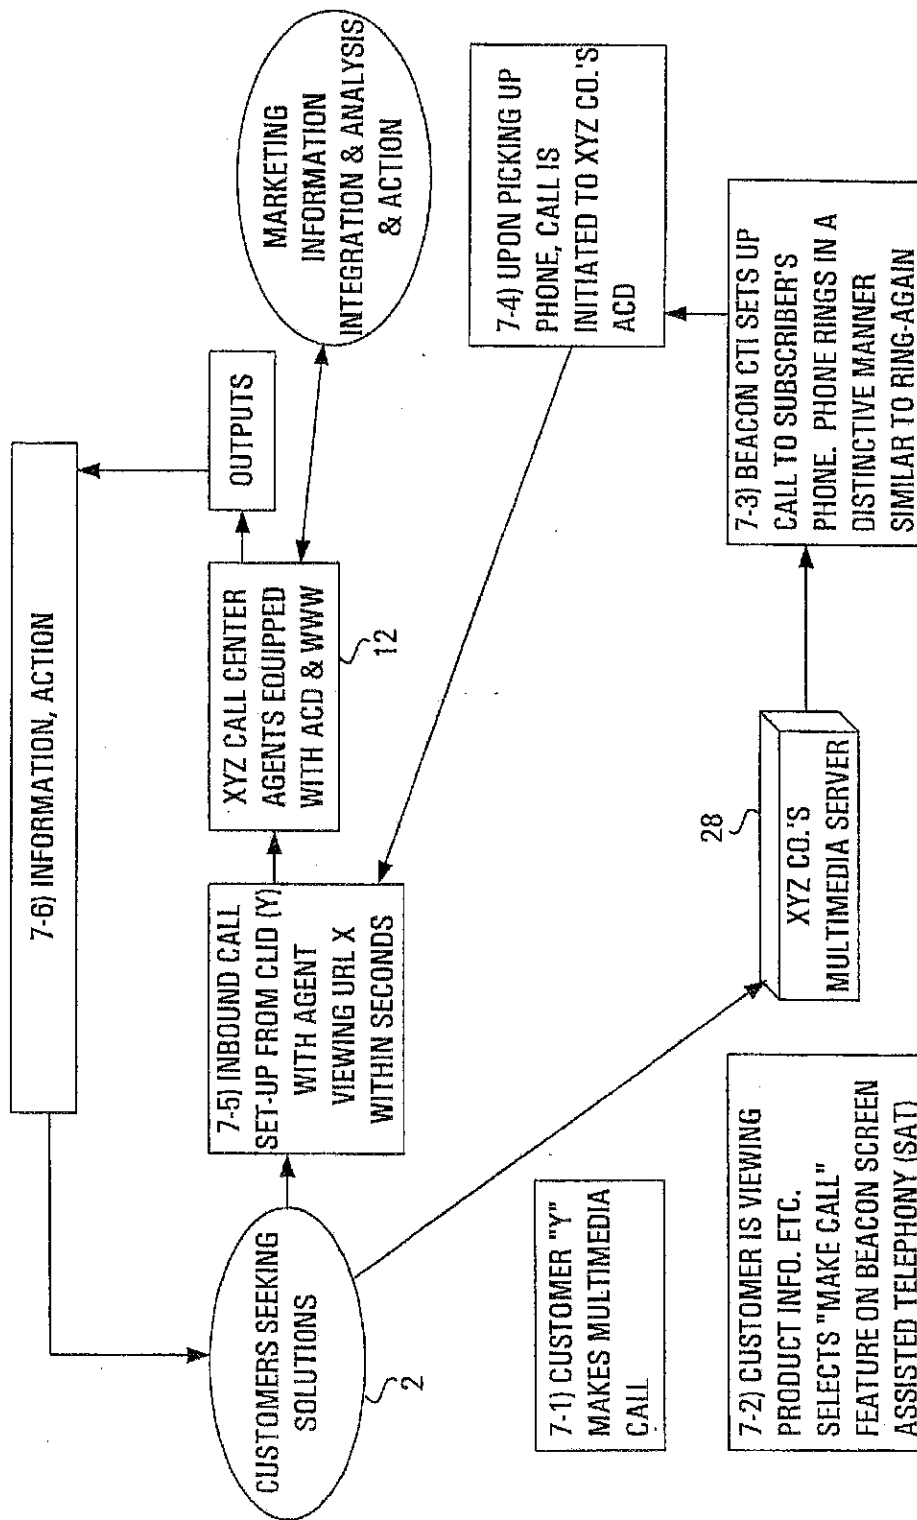 7-6) INFORMATION, ACTION
CUSTOMERS SEEKING
SOLUTIONS
2
7-5) INBOUND CALL
SET-UP FROM CLID (Y)
WITH AGENT
VIEWING URL X
WITHIN SECONDS
XYZ CALL CENTER
AGENTS EQUIPPED
WITH ACD & WWW
12
OUTPUTS
MARKETING
INFORMATION
INTEGRATION & ANALYSIS
& ACTION
7-1) CUSTOMER "Y"
MAKES MULTIMEDIA
CALL
7-4) UPON PICKING UP
PHONE, CALL IS
INITIATED TO XYZ CO.'S
ACD
7-2) CUSTOMER IS VIEWING
PRODUCT INFO. ETC.
SELECTS "MAKE CALL"
FEATURE ON BEACON SCREEN
ASSISTED TELEPHONY (SAT)
28
XYZ CO.'S
MULTIMEDIA SERVER
7-3) BEACON CTI SETS UP
CALL TO SUBSCRIBER'S
PHONE. PHONE RINGS IN A
DISTINCTIVE MANNER
SIMILAR TO RING-AGAIN